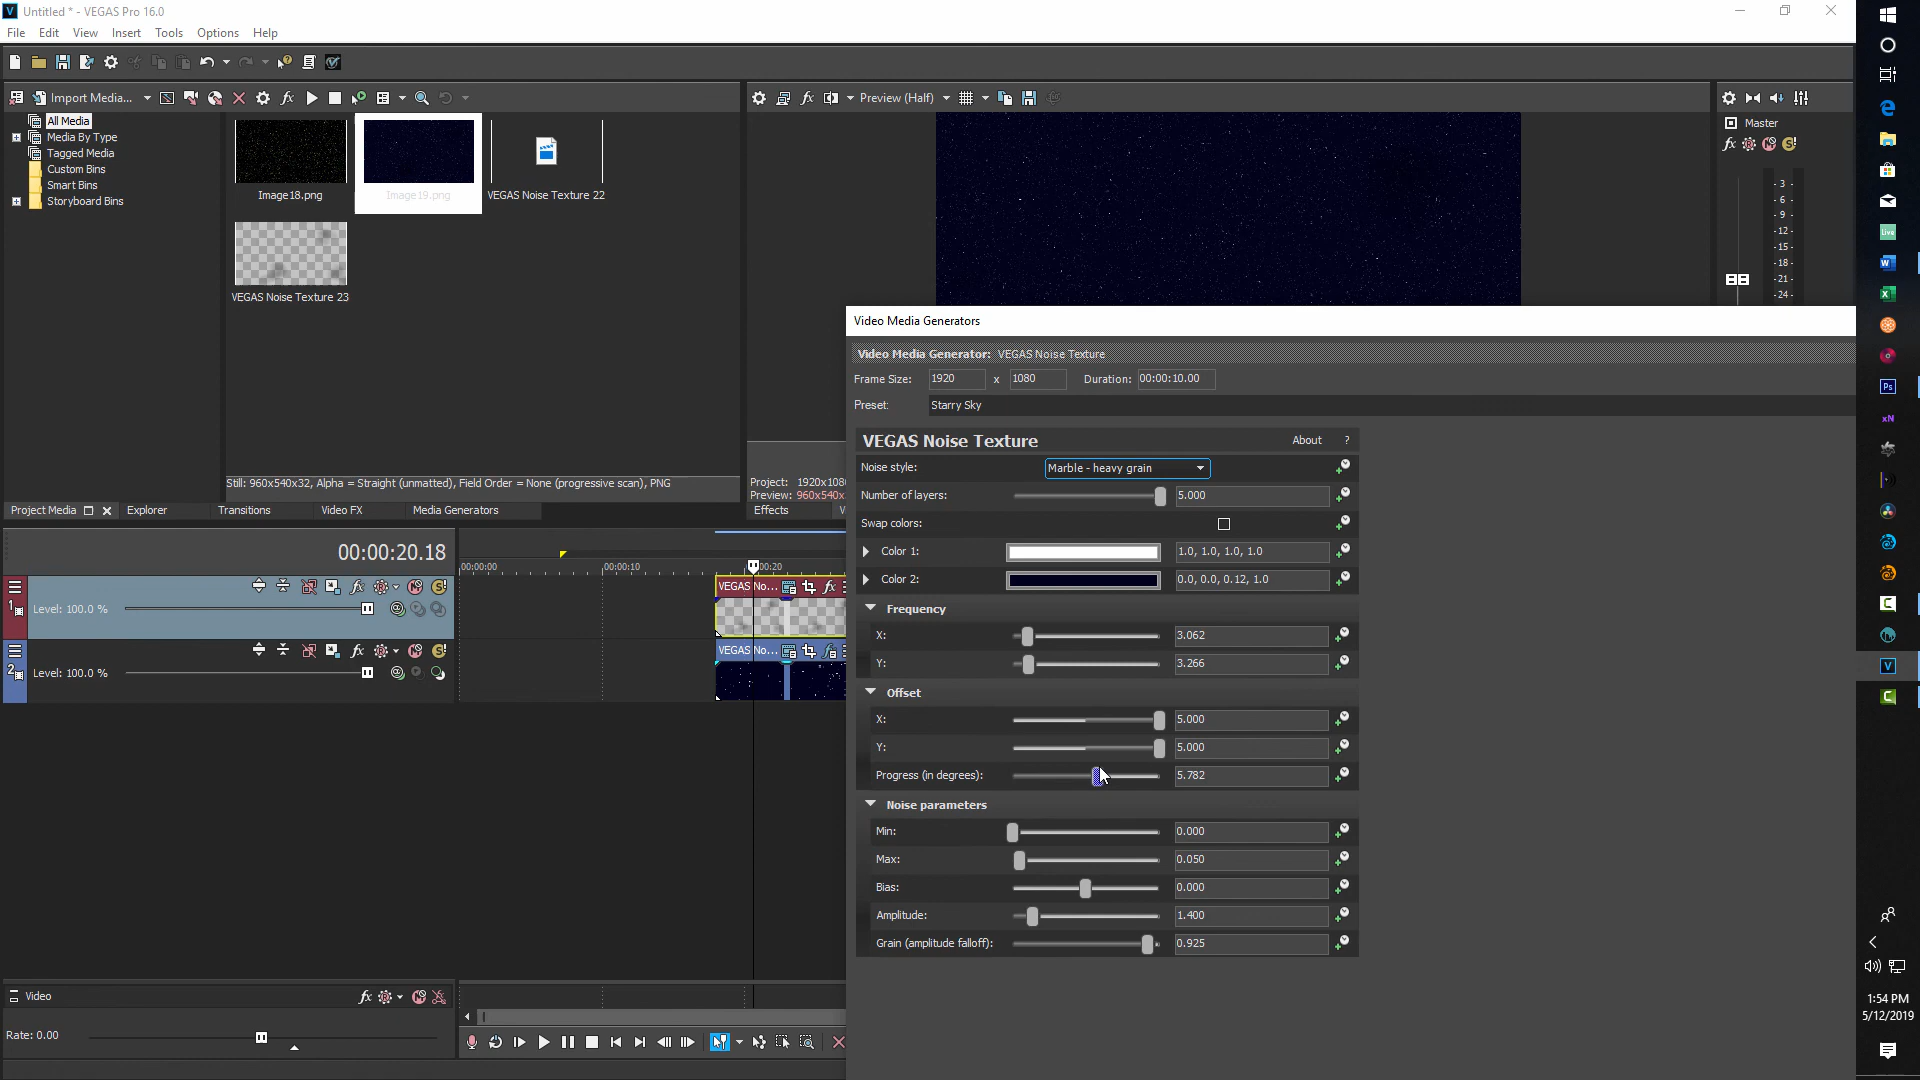 Untitled * - VEGAS Pro 16.0
File Edit View Insert Tools Options Help
Import Media...
Preview (Half)
All Media
Media By Type
Tagged Media
Custom Bins
Smart Bins
Storyboard Bins
Image18.png
Image19.png
VEGAS Noise Texture 22
VEGAS Noise Texture 23
Still: 960x540x32, Alpha = Straight (unmatted), Field Order = None (progressive scan), PNG
Project: 1920x1080
Preview: 960x540x
Project Media Explorer Transitions Video FX Media Generators
Effects
Master
- 3 -
- 6 -
- 9 -
- 12 -
- 15 -
- 18 -
- 21 -
- 24 -
Video Media Generators
Video Media Generator: VEGAS Noise Texture
Frame Size: 1920 x 1080 Duration: 00:00:10.00
Preset: Starry Sky
VEGAS Noise Texture About ?
Noise style: Marble - heavy grain
Number of layers: 5.000
Swap colors:
Color 1: 1.0, 1.0, 1.0, 1.0
Color 2: 0.0, 0.0, 0.12, 1.0
Frequency
X: 3.062
Y: 3.266
Offset
X: 5.000
Y: 5.000
Progress (in degrees): 5.782
Noise parameters
Min: 0.000
Max: 0.050
Bias: 0.000
Amplitude: 1.400
Grain (amplitude falloff): 0.925
00:00:20.18
00:00:00 00:00:10 :00:20
1
Level: 100.0 %
VEGAS No...
2
Level: 100.0 %
VEGAS No...
Video
Rate: 0.00
1:54 PM
5/12/2019